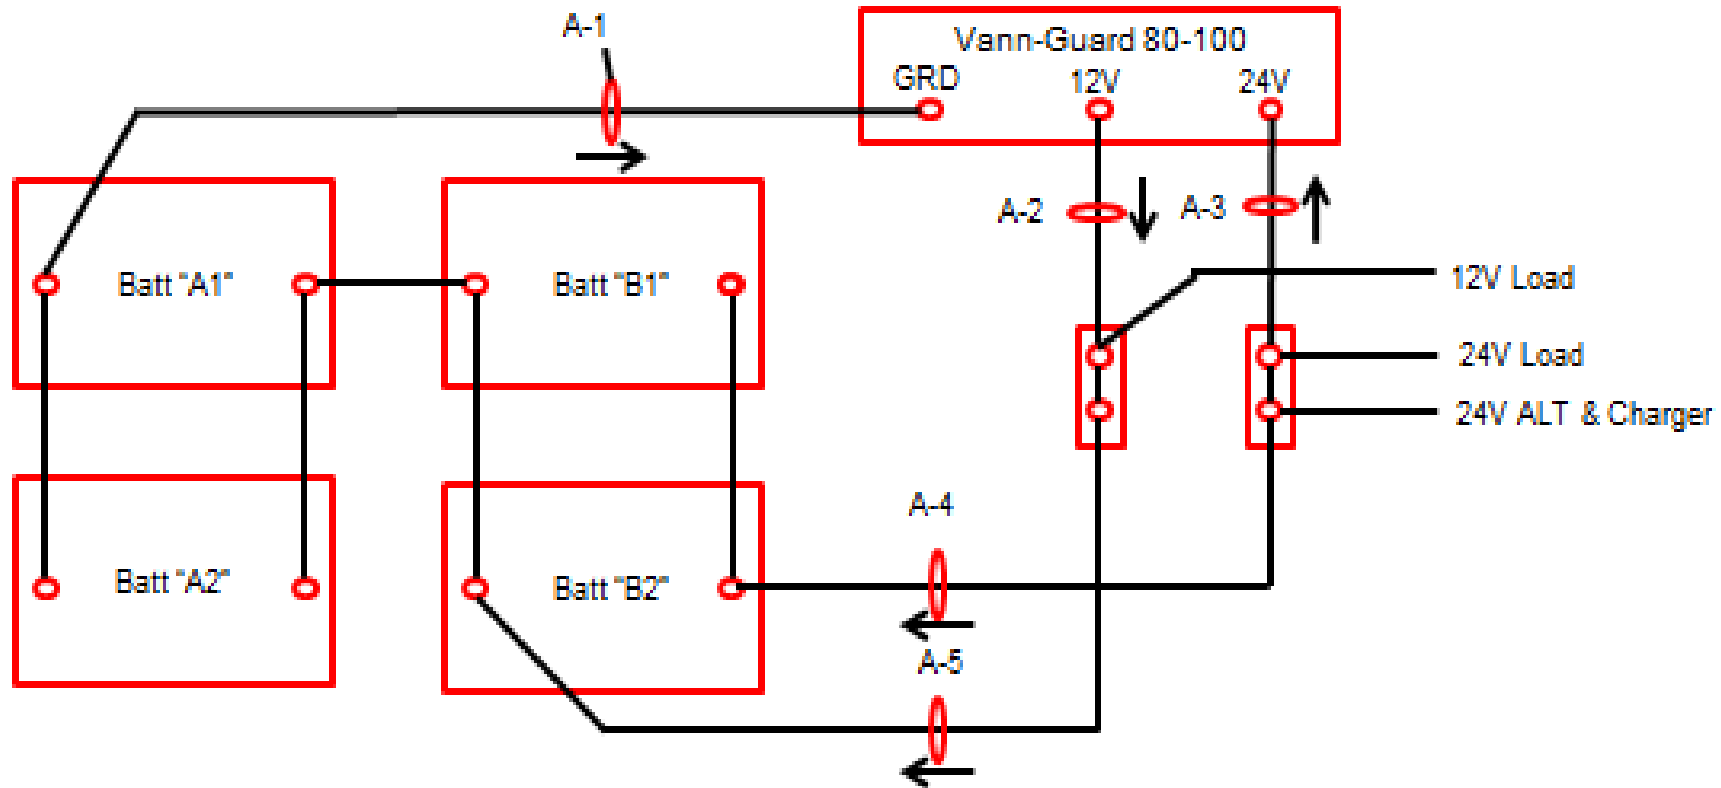 A-1
Vann-Guard 80-100
GRD 12V 24V
A-2
A-3
Batt "A1"
Batt "B1"
12V Load
24V Load
24V ALT & Charger
A-4
Batt "A2"
Batt "B2"
A-5